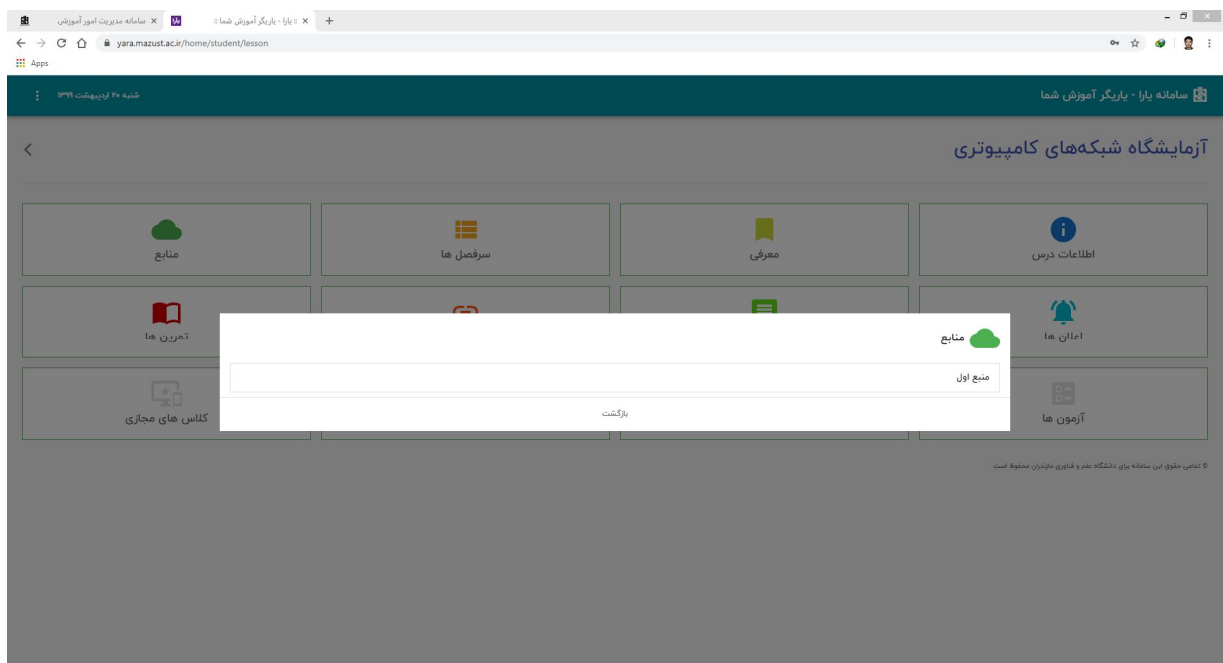 سامانه مدیریت امور آموزش
:: یارا - یاریگر آموزش شما ::
yara.mazust.ac.ir/home/student/lesson
Apps
سامانه یارا - یاریگر آموزش شما
شنبه ۲۰ اردیبهشت ۱۳۹۹
آزمایشگاه شبکه‌های کامپیوتری
اطلاعات درس
معرفی
سرفصل ها
منابع
اعلان ها
تمرین ها
منابع
منبع اول
بازگشت
آزمون ها
کلاس های مجازی
© تمامی حقوق این سامانه برای دانشگاه علم و فناوری مازندران محفوظ است